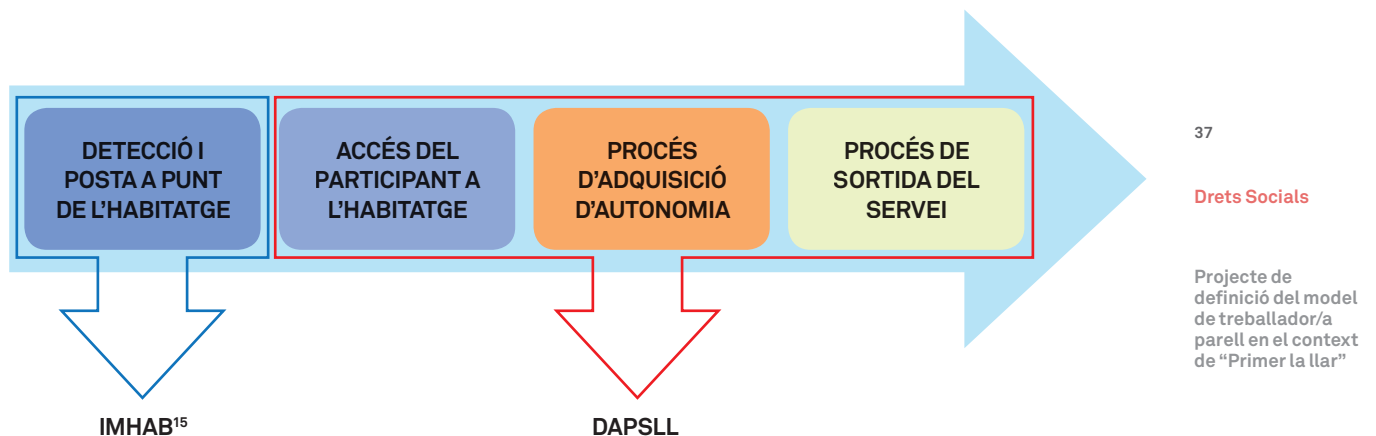 DETECCIÓ I
POSTA A PUNT
DE L’HABITATGE
ACCÉS DEL
PARTICIPANT A
L’HABITATGE
PROCÉS
D’ADQUISICIÓ
D’AUTONOMIA
PROCÉS DE
SORTIDA DEL
SERVEI
IMHAB¹⁵
DAPSLL
37
Drets Socials
Projecte de
definició del model
de treballador/a
parell en el context
de “Primer la llar”